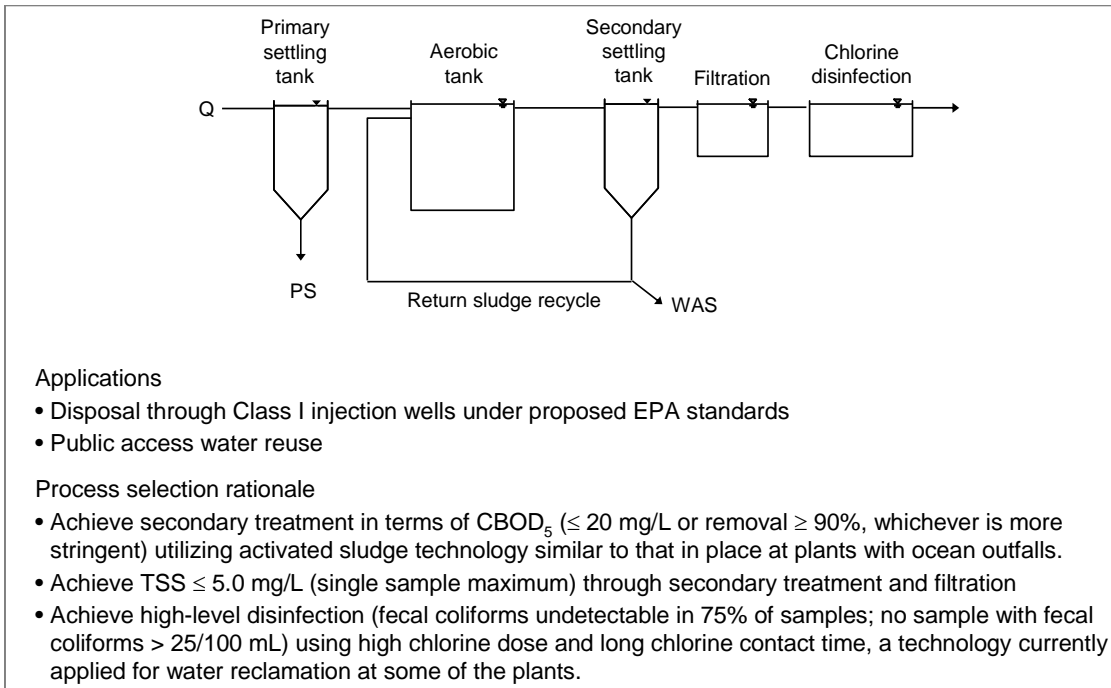 Primary
settling
tank
Aerobic
tank
Secondary
settling
tank
Filtration
Chlorine
disinfection
Q
PS
Return sludge recycle
WAS
Applications
• Disposal through Class I injection wells under proposed EPA standards
• Public access water reuse
Process selection rationale
• Achieve secondary treatment in terms of CBOD₅ (≤ 20 mg/L or removal ≥ 90%, whichever is more
stringent) utilizing activated sludge technology similar to that in place at plants with ocean outfalls.
• Achieve TSS ≤ 5.0 mg/L (single sample maximum) through secondary treatment and filtration
• Achieve high-level disinfection (fecal coliforms undetectable in 75% of samples; no sample with fecal
coliforms > 25/100 mL) using high chlorine dose and long chlorine contact time, a technology currently
applied for water reclamation at some of the plants.